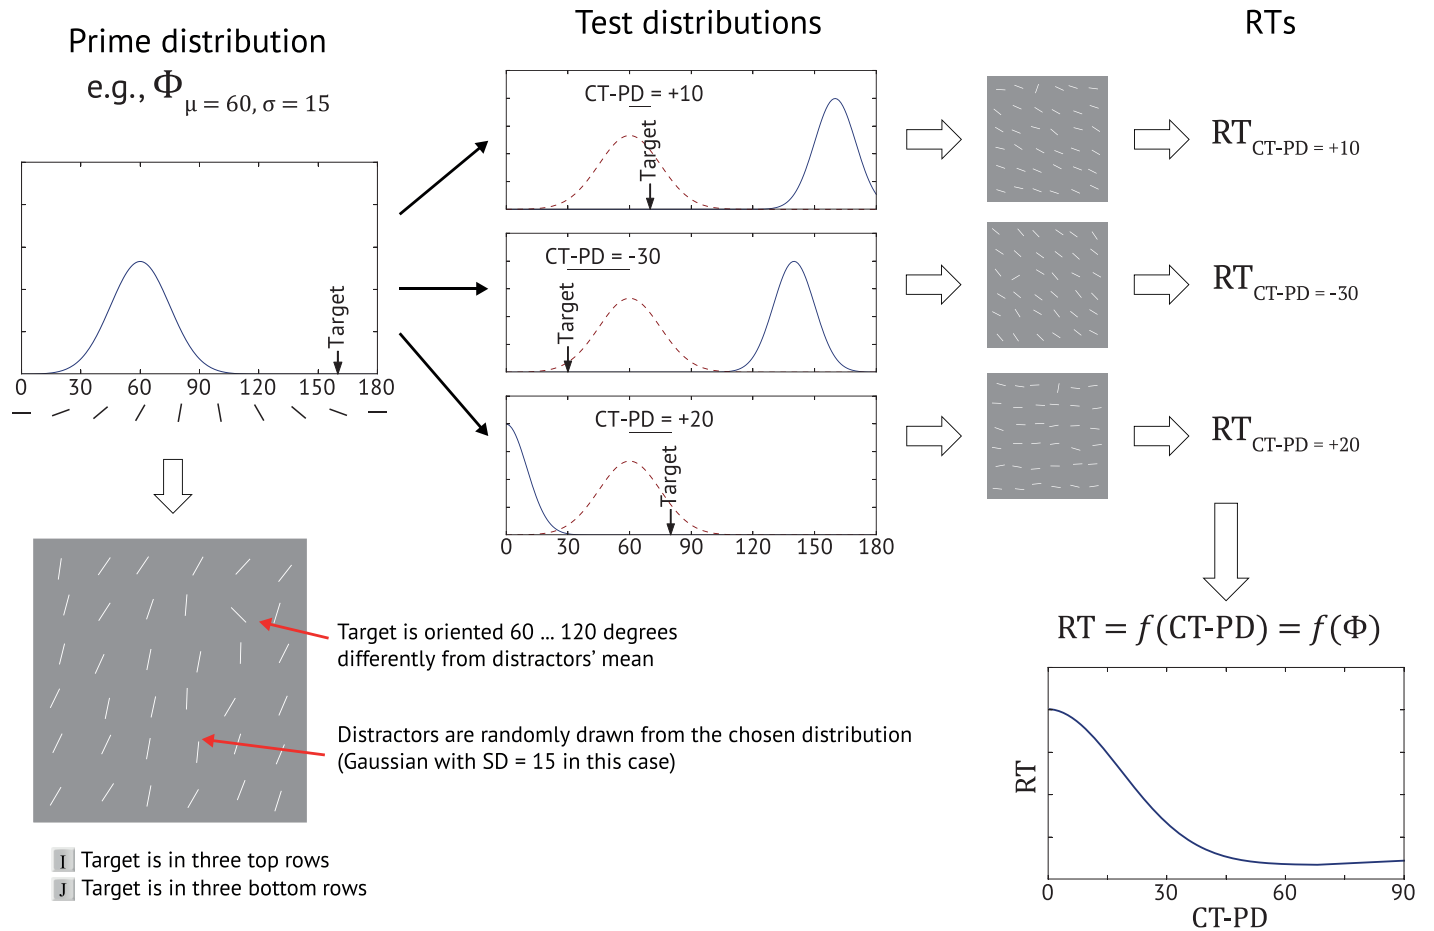 Prime distribution
e.g., Φ μ = 60, σ = 15
Target
0 30 60 90 120 150 180
Test distributions
CT-PD = +10
Target
CT-PD = -30
Target
CT-PD = +20
Target
0 30 60 90 120 150 180
RTs
RT CT-PD = +10
RT CT-PD = -30
RT CT-PD = +20
Target is oriented 60 ... 120 degrees
differently from distractors’ mean
Distractors are randomly drawn from the chosen distribution
(Gaussian with SD = 15 in this case)
I Target is in three top rows
J Target is in three bottom rows
RT = f(CT-PD) = f(Φ)
RT
0 30 60 90
CT-PD